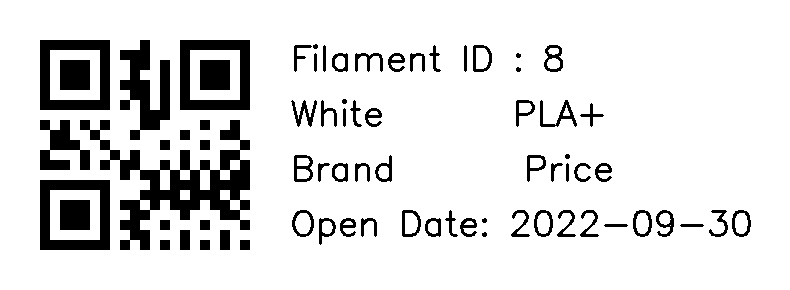 Filament ID : 8
White PLA+
Brand Price
Open Date: 2022-09-30